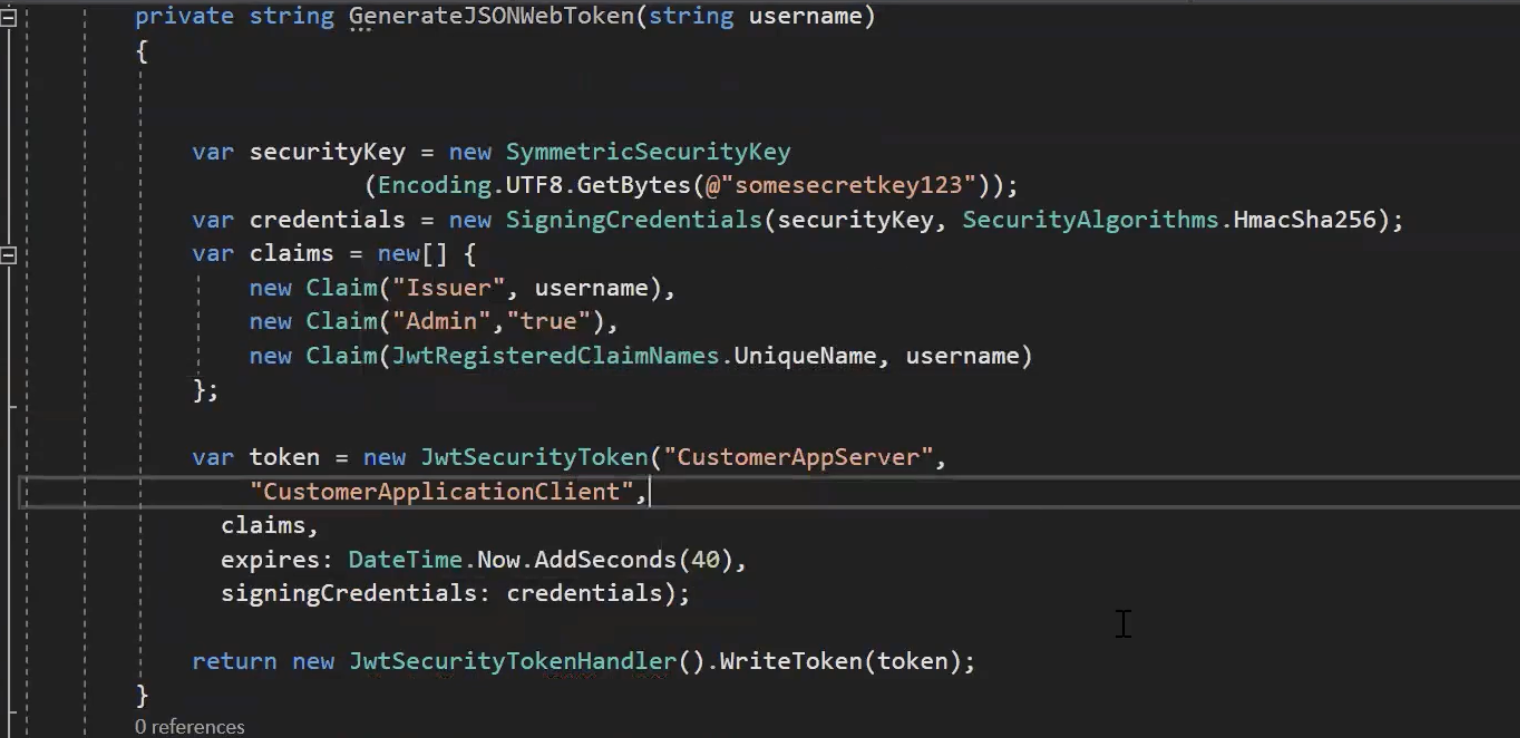 private string GenerateJSONWebToken(string username)
{
var securityKey = new SymmetricSecurityKey
(Encoding.UTF8.GetBytes(@"somesecretkey123"));
var credentials = new SigningCredentials(securityKey, SecurityAlgorithms.HmacSha256);
var claims = new[] {
new Claim("Issuer", username),
new Claim("Admin","true"),
new Claim(JwtRegisteredClaimNames.UniqueName, username)
};
var token = new JwtSecurityToken("CustomerAppServer",
"CustomerApplicationClient",
claims,
expires: DateTime.Now.AddSeconds(40),
signingCredentials: credentials);
return new JwtSecurityTokenHandler().WriteToken(token);
}
0 references